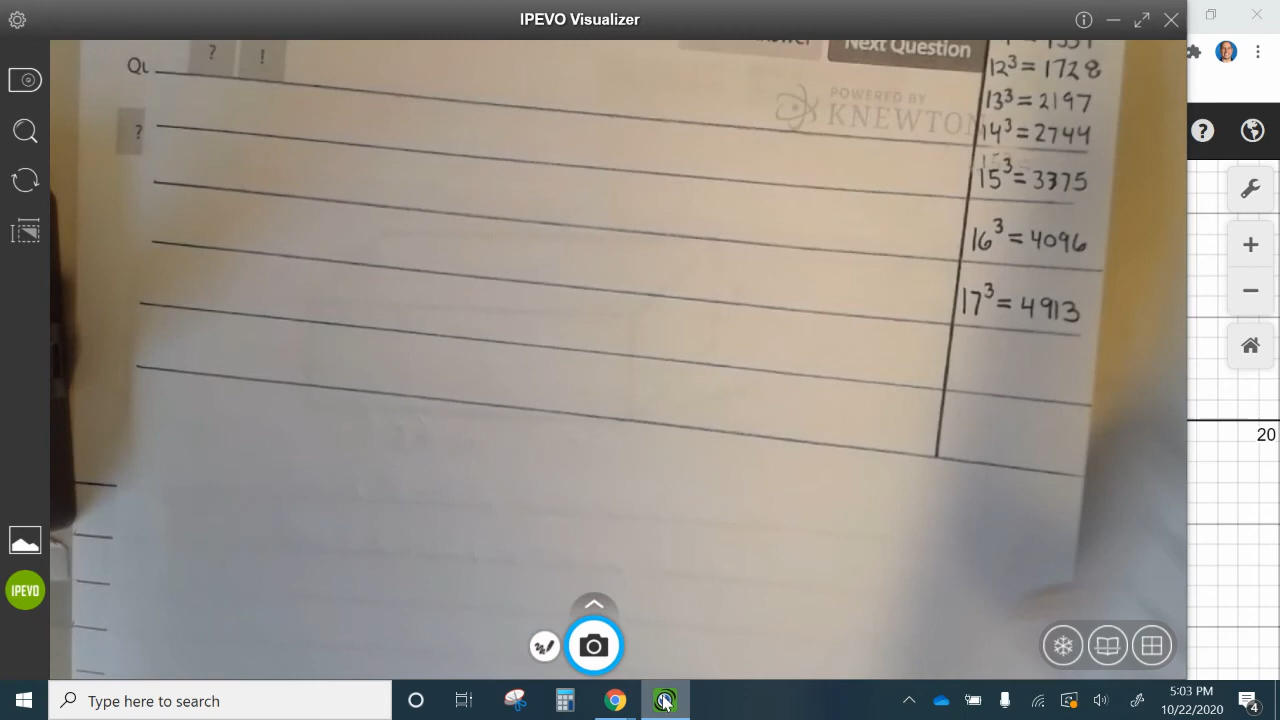 IPEVO Visualizer
? !
Next Question
12³ = 1728
Qu
POWERED BY
KNEWTON
13³ = 2197
?
14³ = 2744
15³ = 3375
16³ = 4096
17³ = 4913
20
IPEVO
Type here to search
5:03 PM
10/22/2020
4